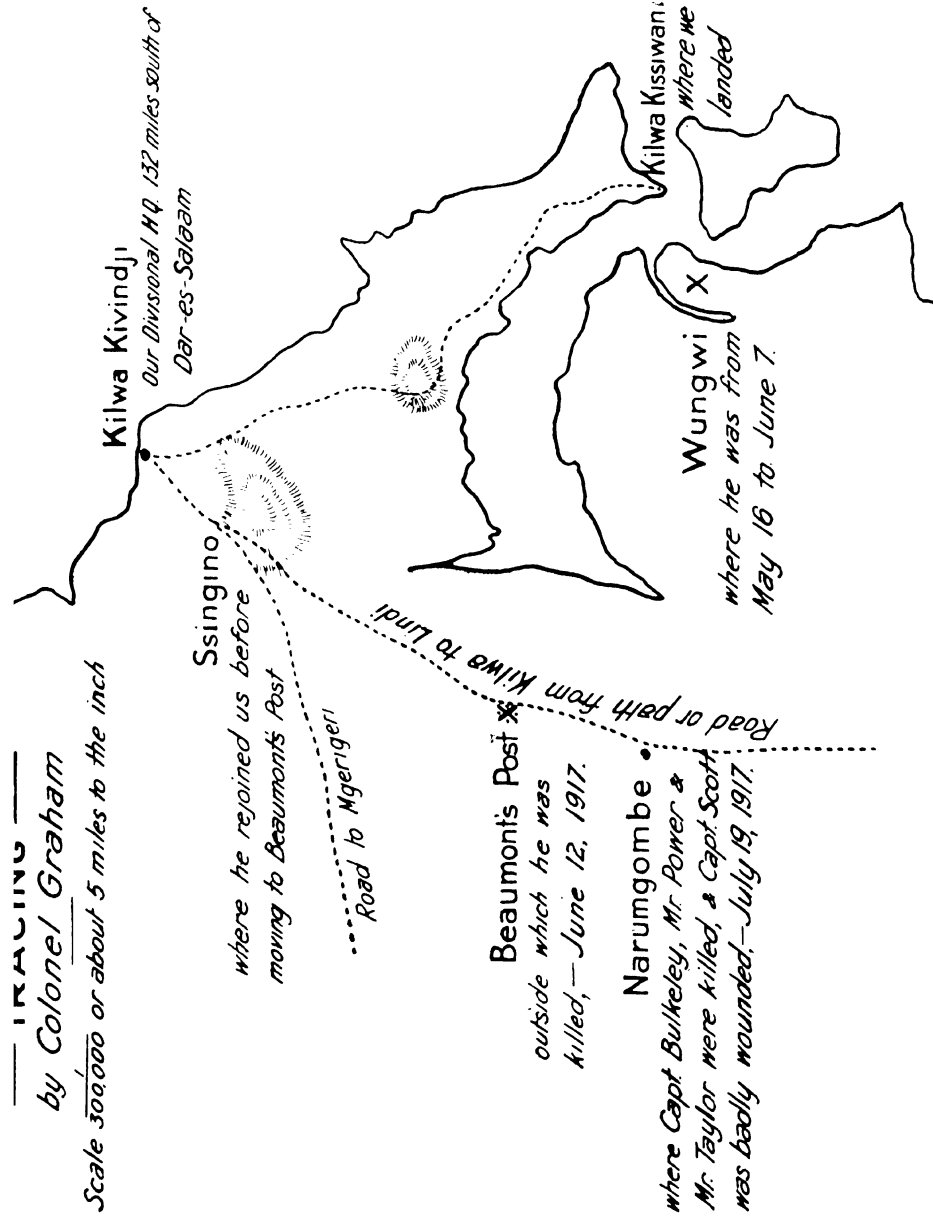 TRACING
by Colonel Graham
Scale 1/300,000 or about 5 miles to the inch
Kilwa Kivindji
Our Divisional H.Q. 132 miles south of
Dar-es-Salaam
Ssingino
where he rejoined us before
moving to Beaumont's Post
Road to Mgerigeri
Road or path from Kilwa to Lindi
Beaumont's Post
outside which he was
killed,— June 12, 1917.
Narumgombe
where Capt. Bulkeley, Mr. Power &
Mr. Taylor were killed, & Capt. Scott
was badly wounded,—July 19, 1917.
Wungwi
where he was from
May 16 to June 7.
Kilwa Kissiwani
where we
landed